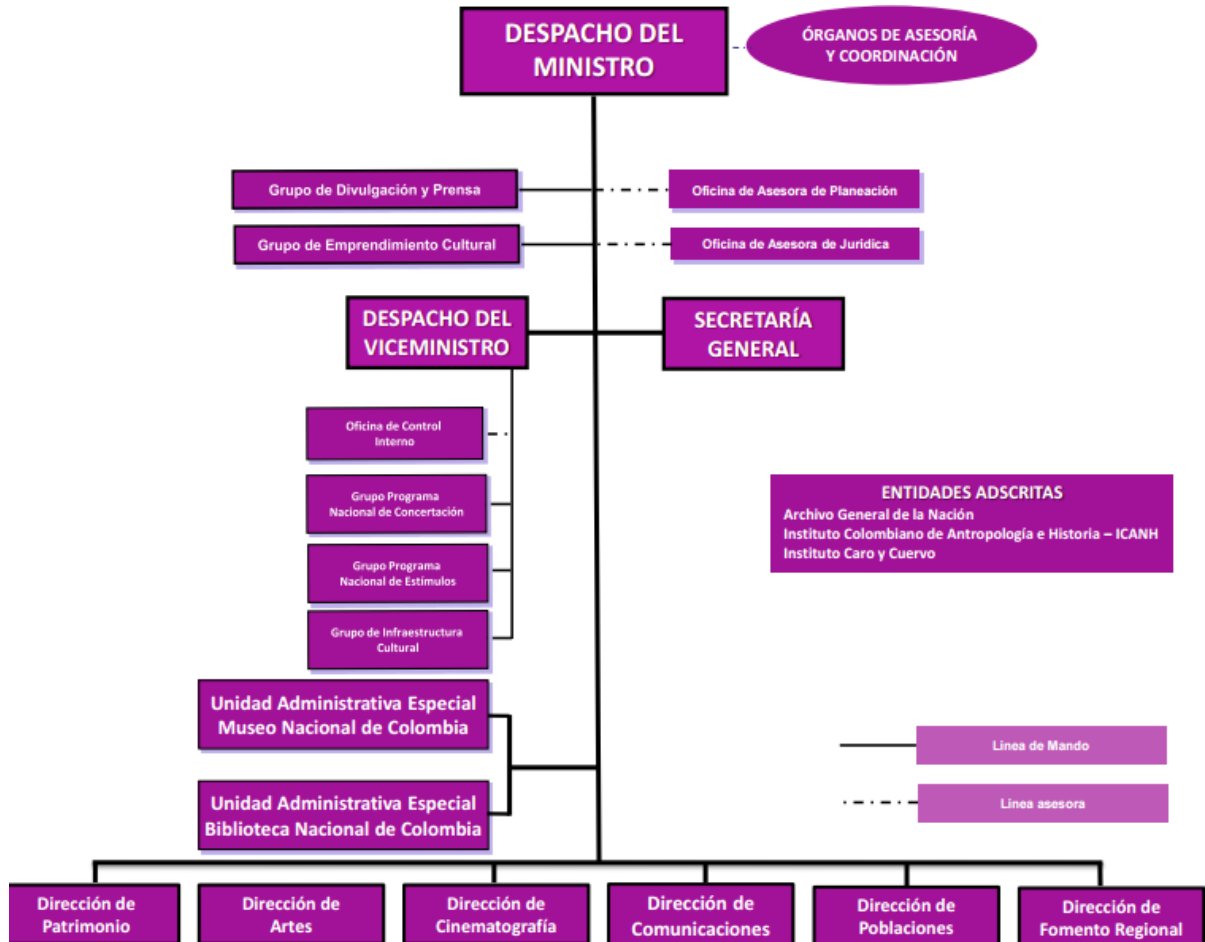 DESPACHO DEL
MINISTRO
ÓRGANOS DE ASESORÍA
Y COORDINACIÓN
Grupo de Divulgación y Prensa
Oficina de Asesora de Planeación
Grupo de Emprendimiento Cultural
Oficina de Asesora de Juridica
DESPACHO DEL
VICEMINISTRO
SECRETARÍA
GENERAL
Oficina de Control
Interno
Grupo Programa
Nacional de Concertación
Grupo Programa
Nacional de Estímulos
Grupo de Infraestructura
Cultural
ENTIDADES ADSCRITAS
Archivo General de la Nación
Instituto Colombiano de Antropología e Historia – ICANH
Instituto Caro y Cuervo
Unidad Administrativa Especial
Museo Nacional de Colombia
Unidad Administrativa Especial
Biblioteca Nacional de Colombia
Linea de Mando
Linea asesora
Dirección de
Patrimonio
Dirección de
Artes
Dirección de
Cinematografía
Dirección de
Comunicaciones
Dirección de
Poblaciones
Dirección de
Fomento Regional